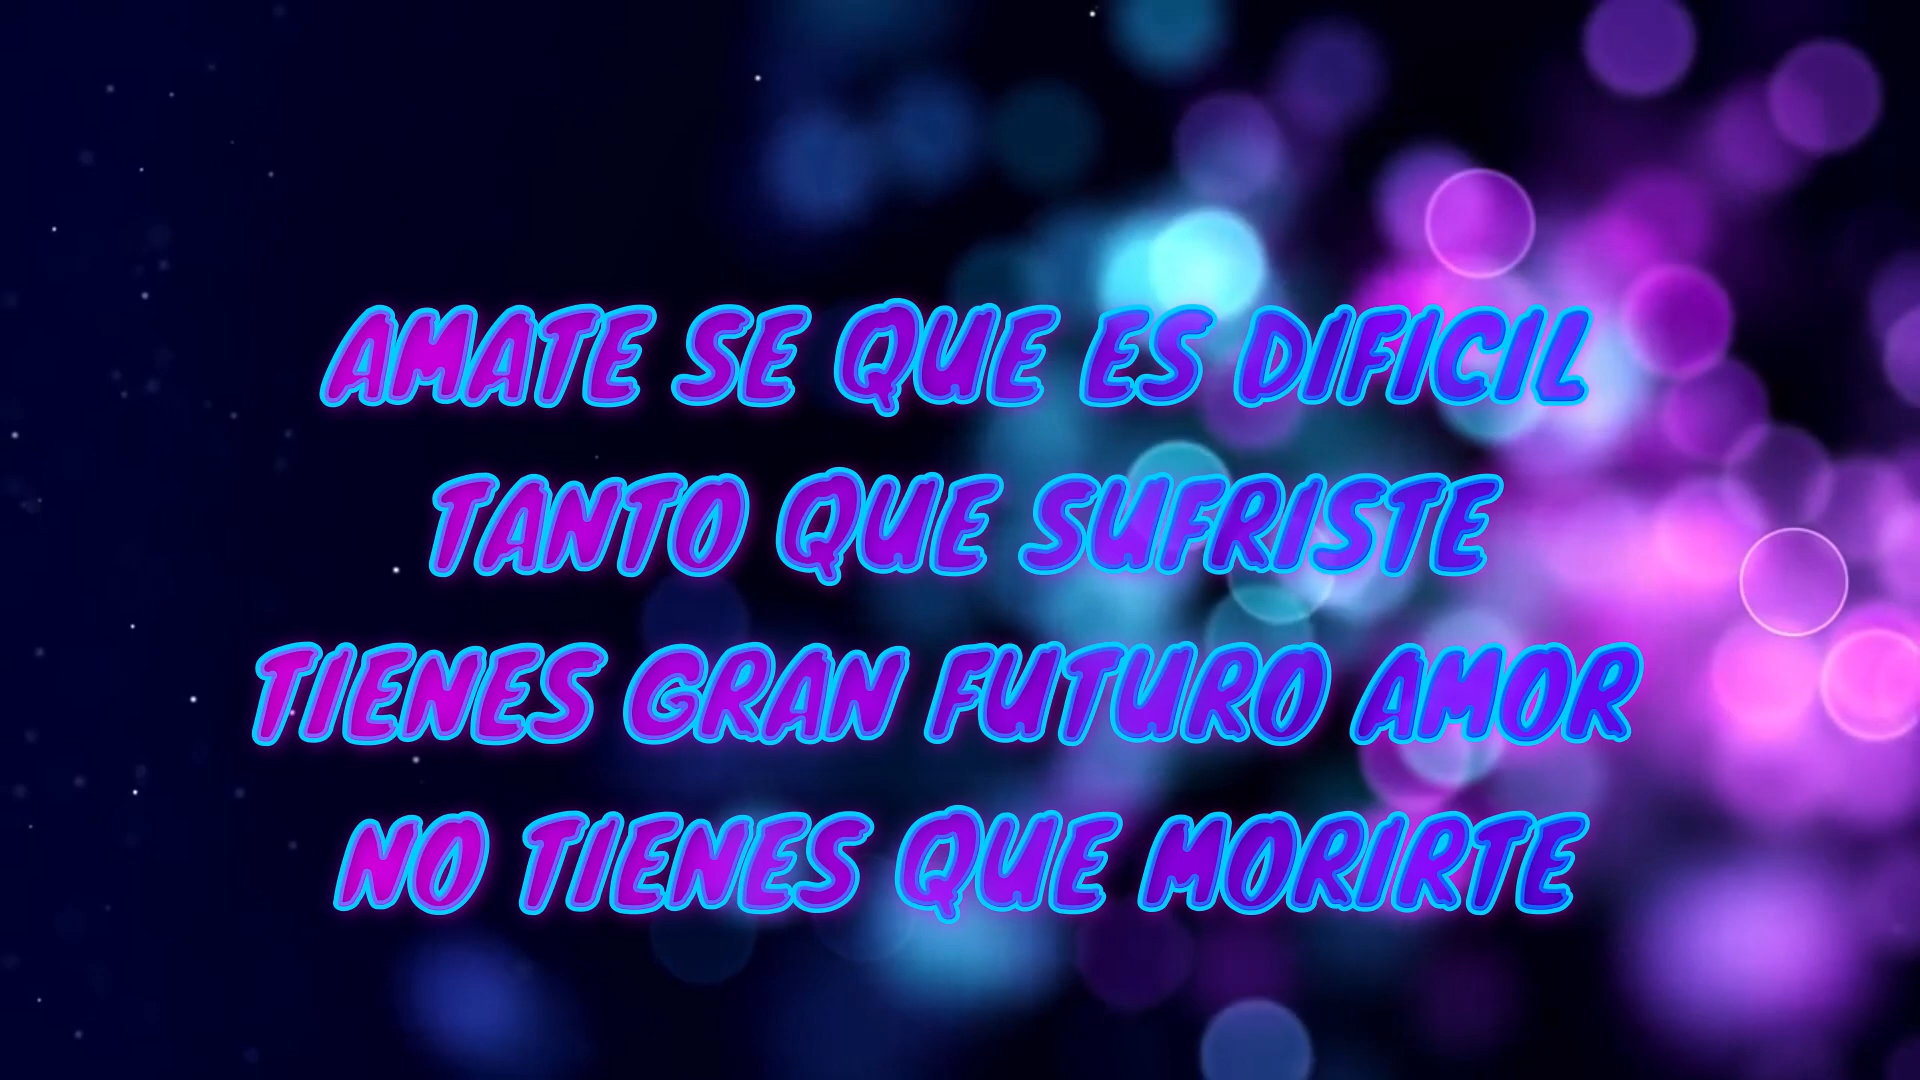 AMATE SE QUE ES DIFICIL
TANTO QUE SUFRISTE
TIENES GRAN FUTURO AMOR
NO TIENES QUE MORIRTE